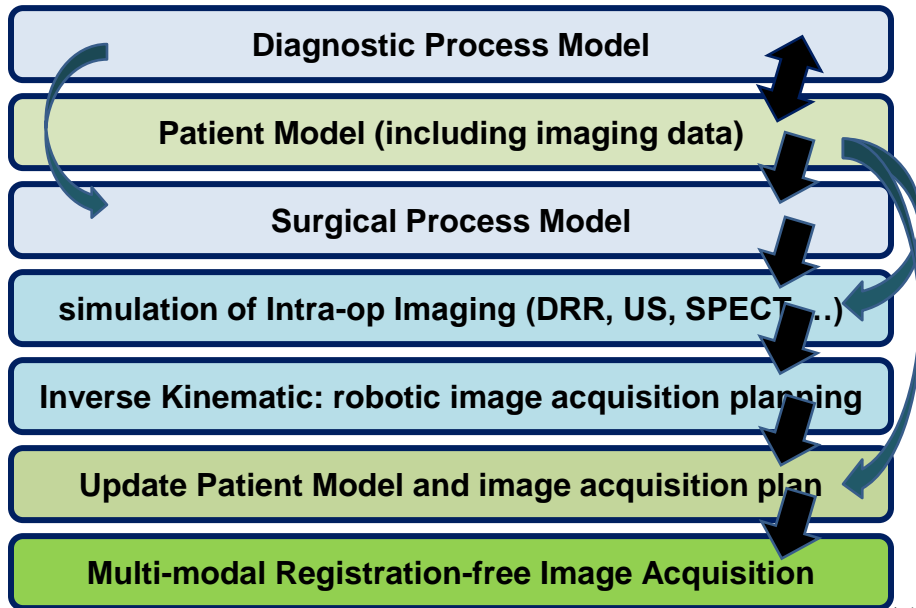 Diagnostic Process Model
Patient Model (including imaging data)
Surgical Process Model
simulation of Intra-op Imaging (DRR, US, SPECT, …)
Inverse Kinematic: robotic image acquisition planning
Update Patient Model and image acquisition plan
Multi-modal Registration-free Image Acquisition